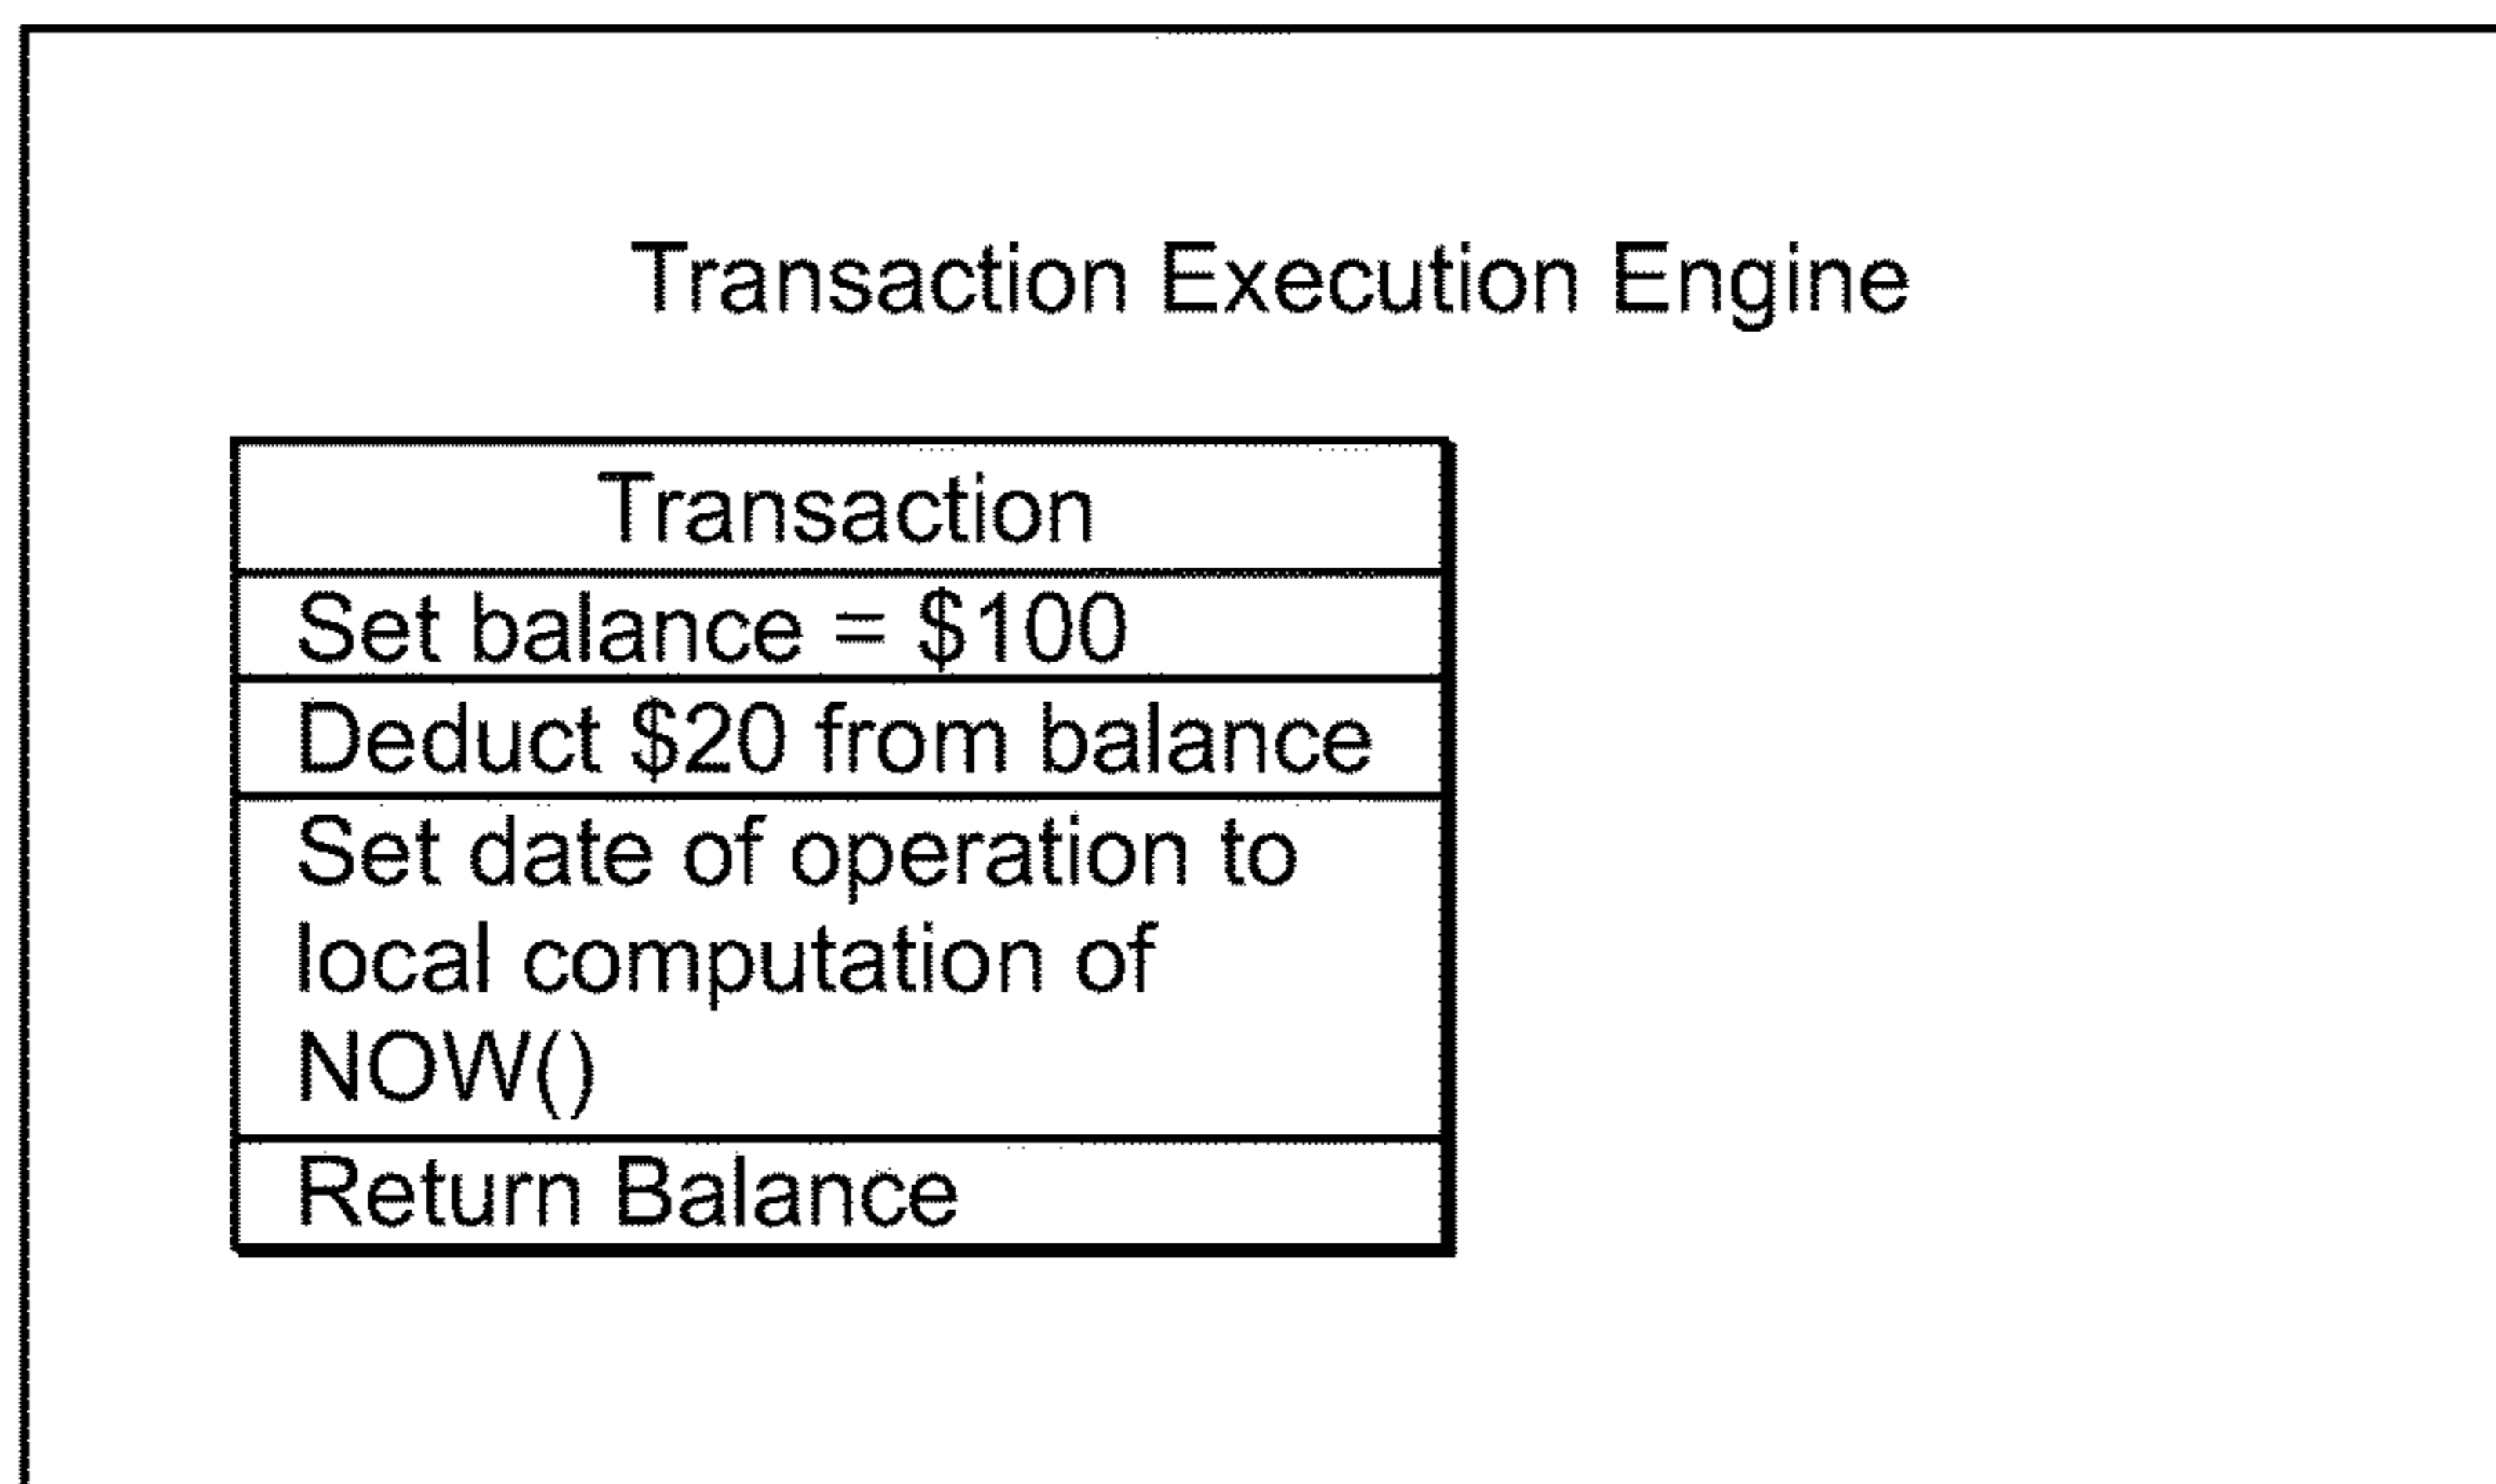 Transaction Execution Engine
Transaction
Set balance = $100
Deduct $20 from balance
Set date of operation to
local computation of
NOW()
Return Balance